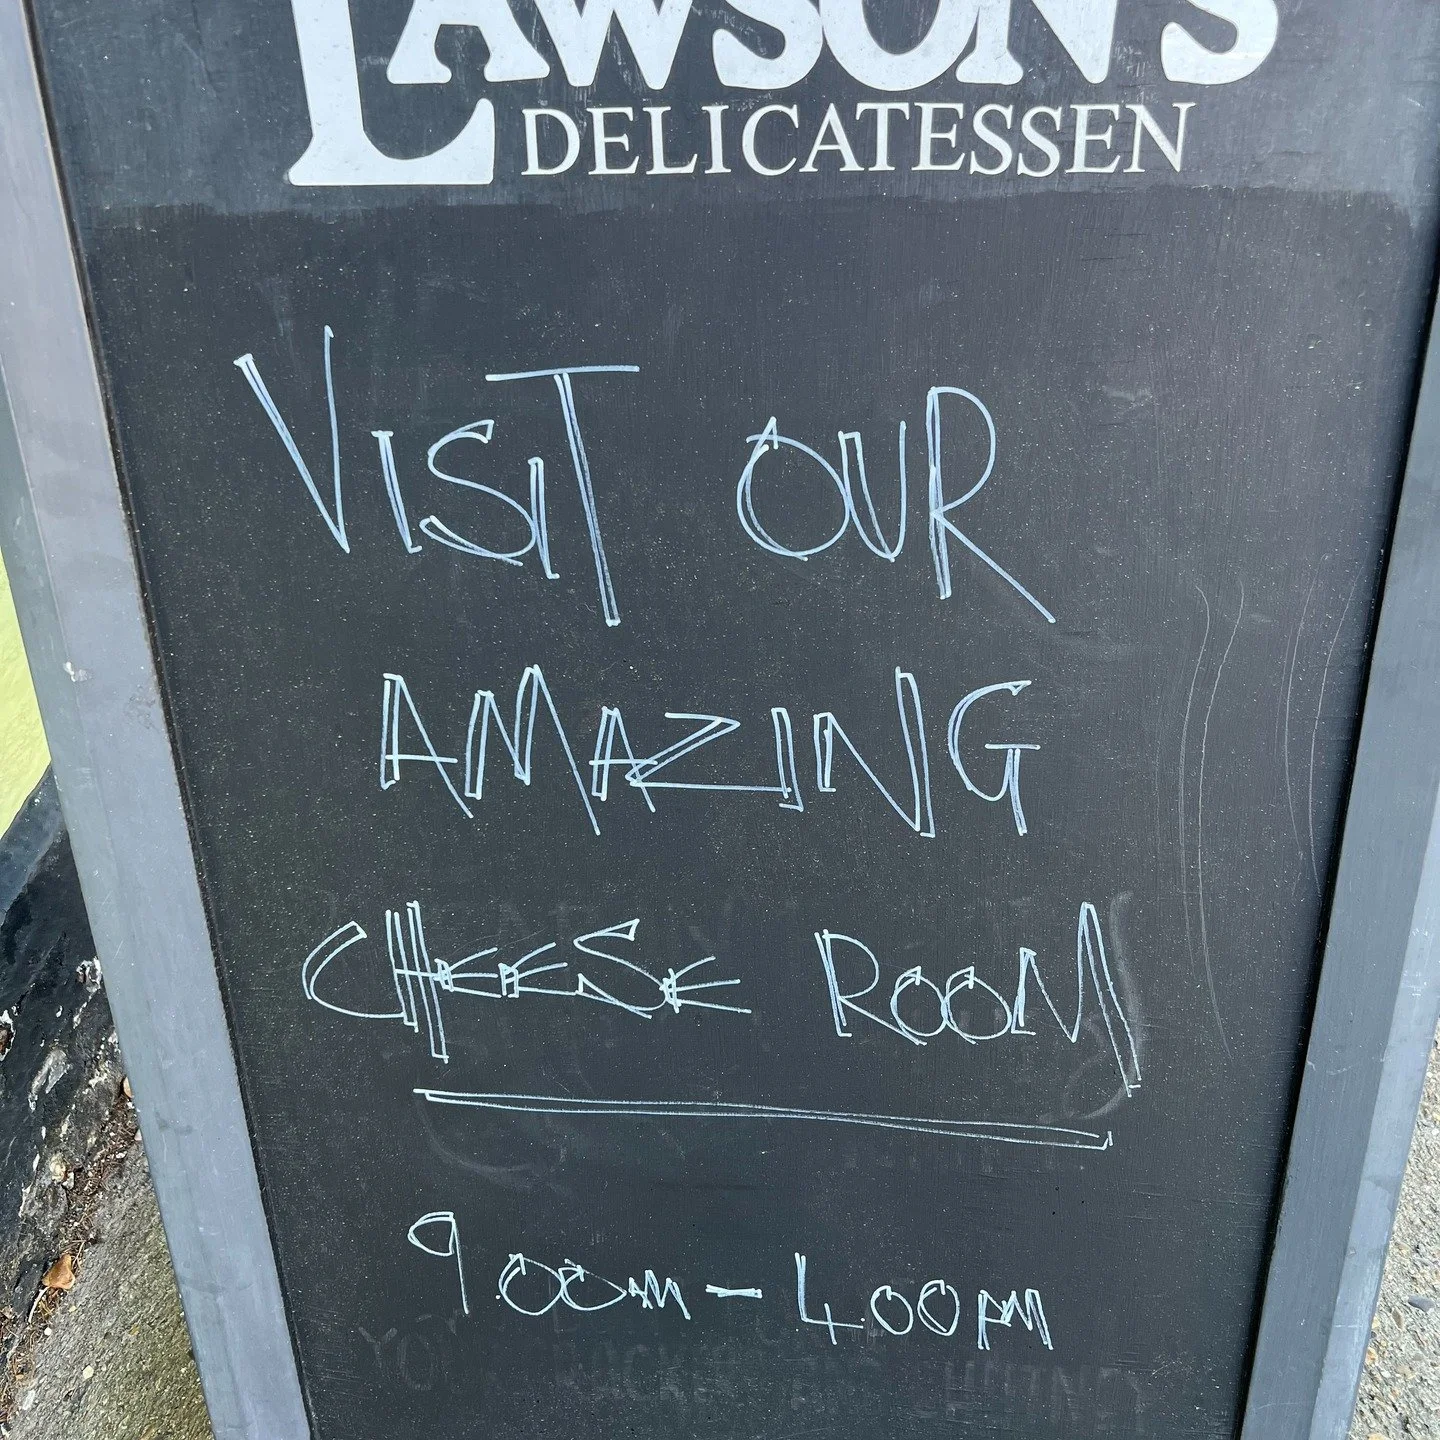 LAWSON'S
DELICATESSEN
VISIT OUR
AMAZING
CHEESE ROOM
9.00AM - 4.00PM